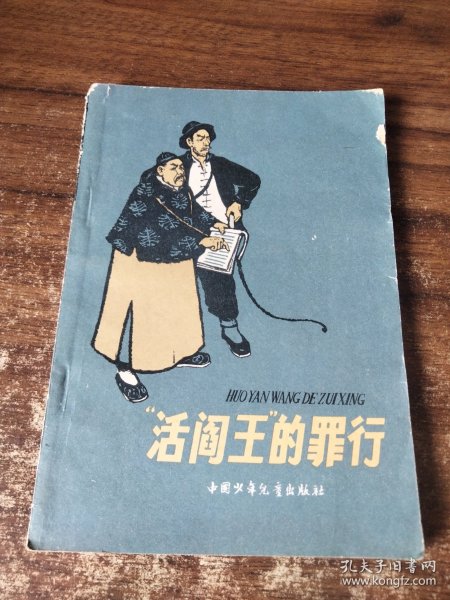 HUO YAN WANG DE ZUIXING
“活阎王”的罪行
中国少年儿童出版社
孔夫子旧书网
www.kongfz.com